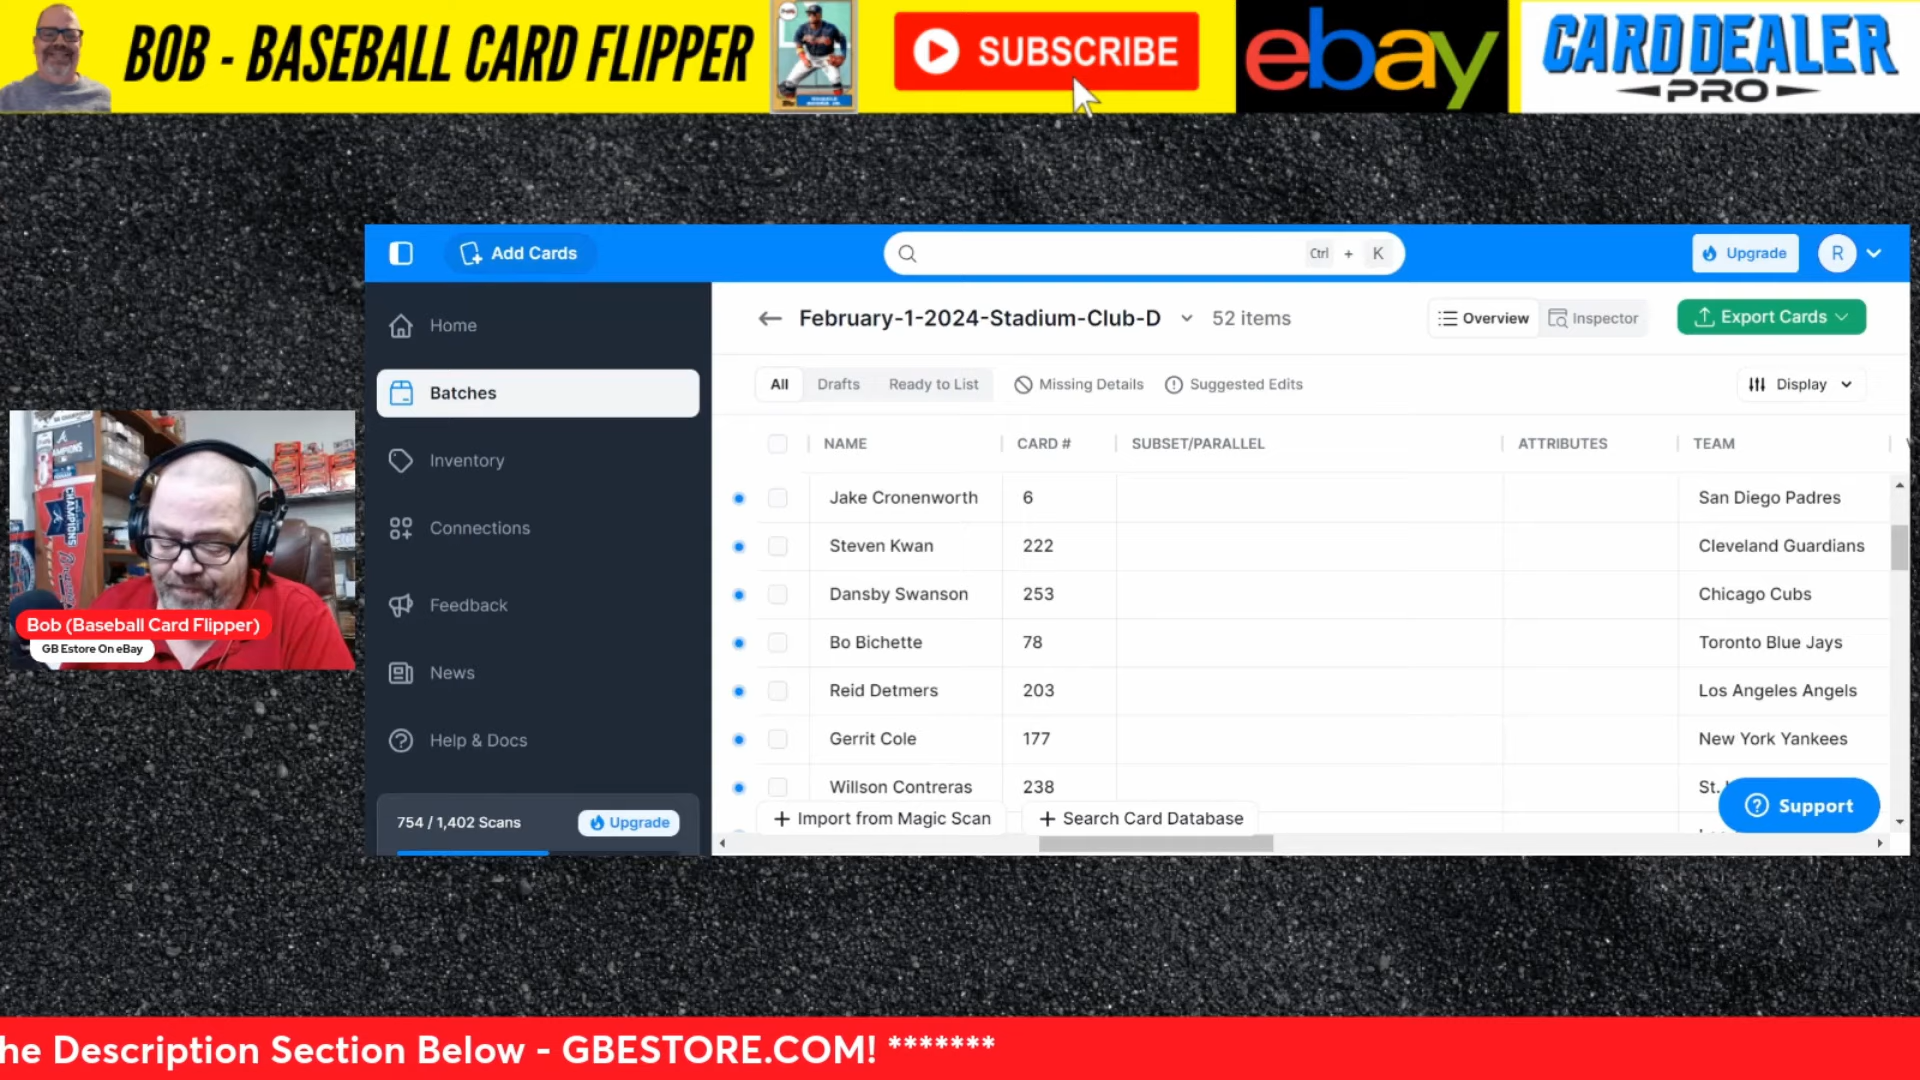 BOB - BASEBALL CARD FLIPPER
SUBSCRIBE
ebay
CARD DEALER
PRO
Add Cards
Ctrl + K
Upgrade
R
Home
Batches
Inventory
Connections
Feedback
News
Help & Docs
754 / 1,402 Scans
Upgrade
February-1-2024-Stadium-Club-D
52 items
Overview
Inspector
Export Cards
All
Drafts
Ready to List
Missing Details
Suggested Edits
Display
NAME CARD # SUBSET/PARALLEL ATTRIBUTES TEAM
Jake Cronenworth 6 San Diego Padres
Steven Kwan 222 Cleveland Guardians
Dansby Swanson 253 Chicago Cubs
Bo Bichette 78 Toronto Blue Jays
Reid Detmers 203 Los Angeles Angels
Gerrit Cole 177 New York Yankees
Willson Contreras 238 St.
+ Import from Magic Scan
+ Search Card Database
Support
CHAMPIONS
Bob (Baseball Card Flipper)
GB Estore On eBay
he Description Section Below - GBESTORE.COM! *******